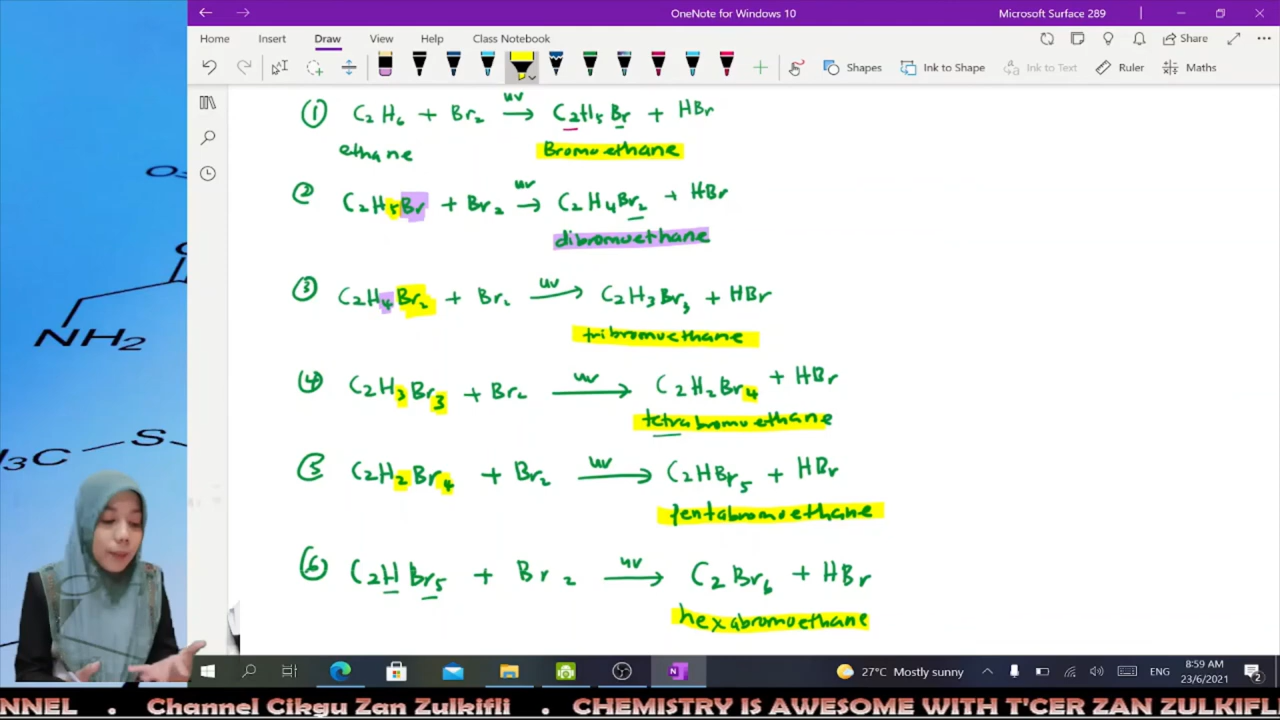 OneNote for Windows 10
Microsoft Surface 289
Home Insert Draw View Help Class Notebook
Share
Shapes Ink to Shape Ink to Text Ruler Maths
① C₂H₆ + Br₂ uv → C₂H₅Br + HBr
ethane Bromoethane
② C₂H₅Br + Br₂ uv → C₂H₄Br₂ + HBr
dibromoethane
③ C₂H₄Br₂ + Br₂ uv → C₂H₃Br₃ + HBr
tribromoethane
④ C₂H₃Br₃ + Br₂ uv → C₂H₂Br₄ + HBr
tetrabromoethane
⑤ C₂H₂Br₄ + Br₂ uv → C₂HBr₅ + HBr
pentabromoethane
⑥ C₂HBr₅ + Br₂ uv → C₂Br₆ + HBr
hexabromoethane
O
NH₂
₃C S
27°C Mostly sunny
ENG
8:59 AM
23/6/2021
2
NNEL . Channel Cikgu Zan Zulkifli . CHEMISTRY IS AWESOME WITH T'CER ZAN ZULKIFL